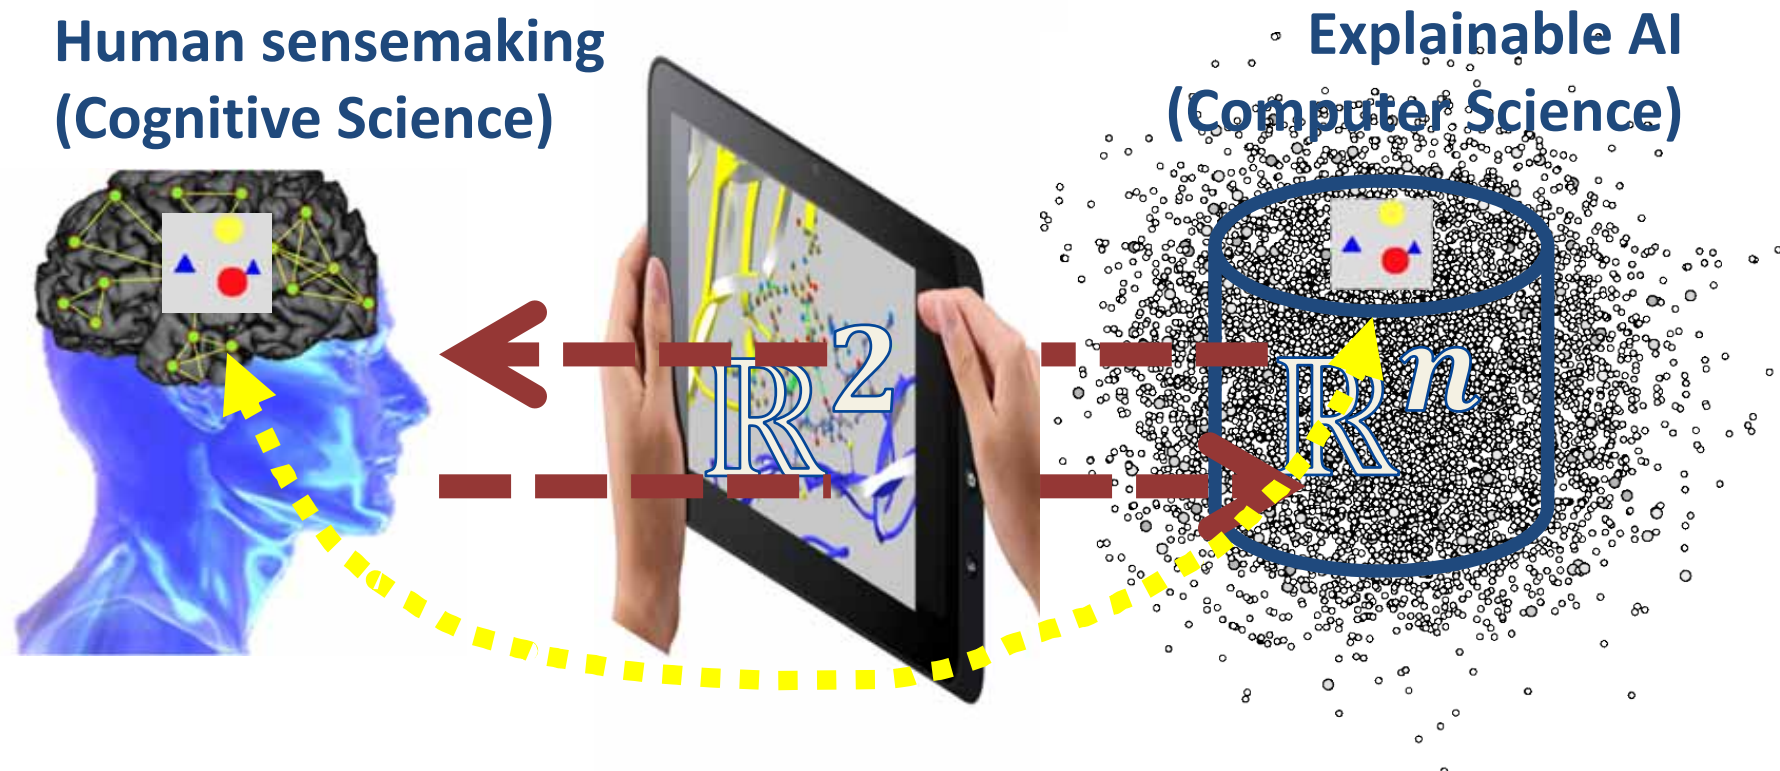 Human sensemaking
(Cognitive Science)
Explainable AI
(Computer Science)
ℝ²
ℝⁿ